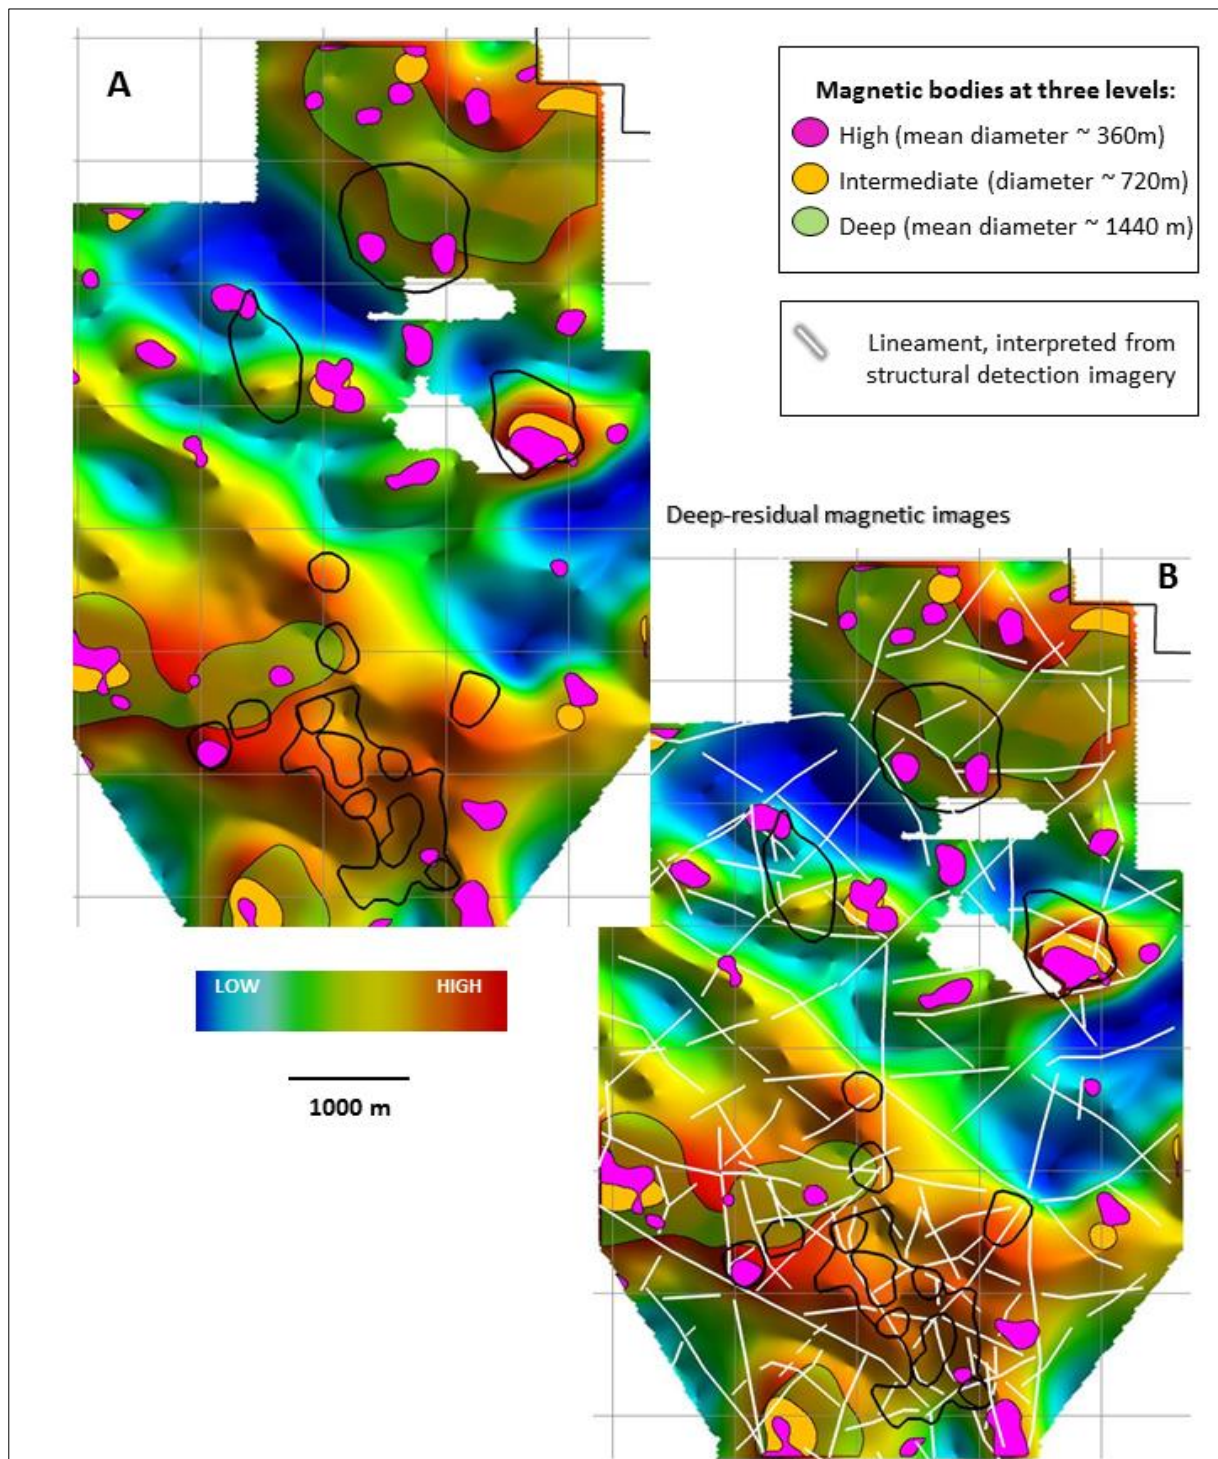 A
Magnetic bodies at three levels:
High (mean diameter ~ 360m)
Intermediate (diameter ~ 720m)
Deep (mean diameter ~ 1440 m)
Lineament, interpreted from
structural detection imagery
Deep-residual magnetic images
B
LOW HIGH
1000 m